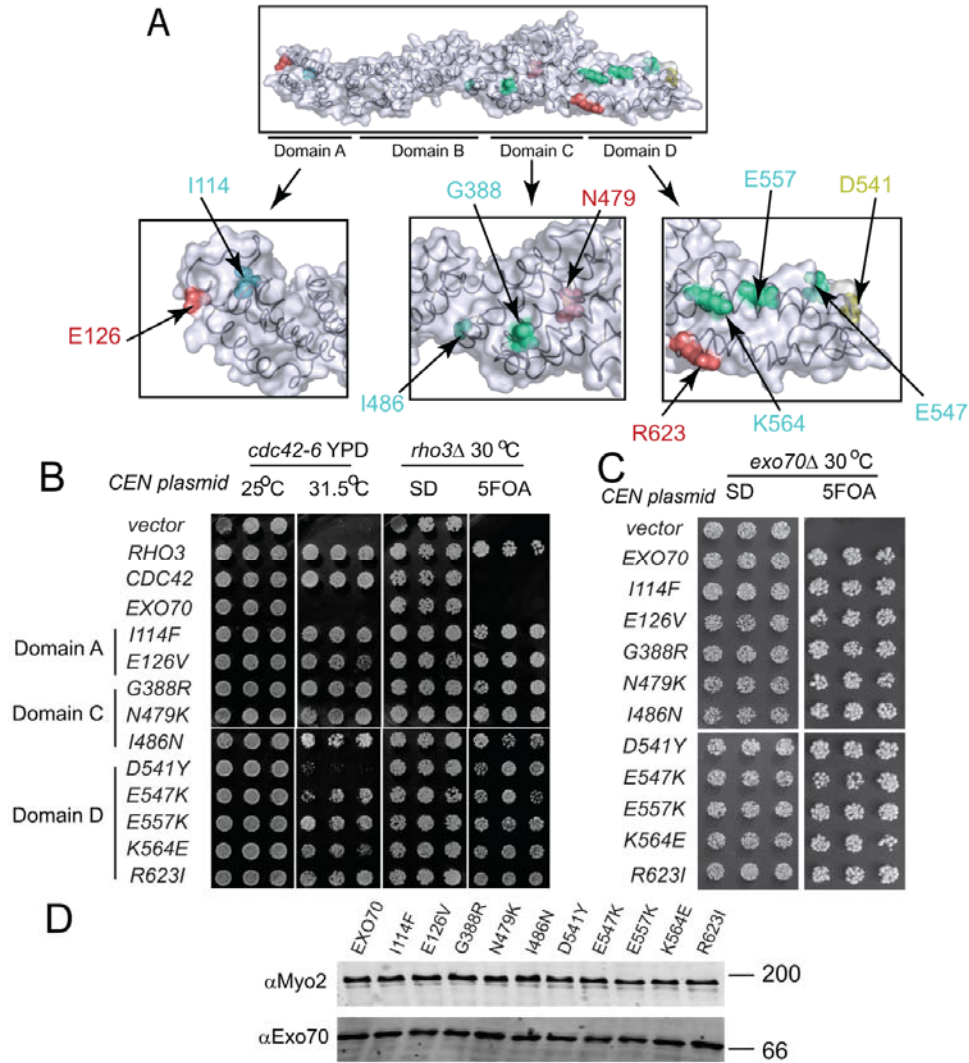 A
Domain A Domain B Domain C Domain D
I114 G388 N479 E557 D541
E126 I486 R623 K564 E547
B
CEN plasmid
cdc42-6 YPD rho3Δ 30 °C
25°C 31.5°C SD 5FOA
vector
RHO3
CDC42
EXO70
Domain A
I114F
E126V
Domain C
G388R
N479K
I486N
Domain D
D541Y
E547K
E557K
K564E
R623I
C
exo70Δ 30 °C
CEN plasmid SD 5FOA
vector
EXO70
I114F
E126V
G388R
N479K
I486N
D541Y
E547K
E557K
K564E
R623I
D
EXO70 I114F E126V G388R N479K I486N D541Y E547K E557K K564E R623I
αMyo2 200
αExo70 66